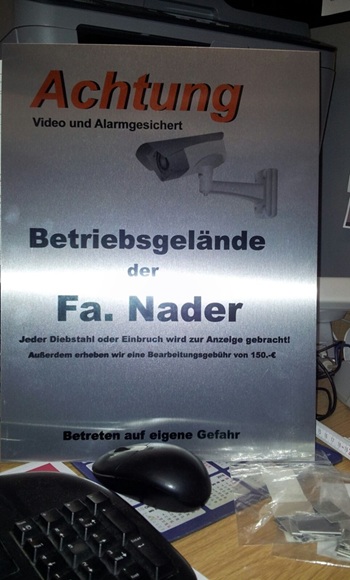 Achtung
Video und Alarmgesichert
Betriebsgelände
der
Fa. Nader
Jeder Diebstahl oder Einbruch wird zur Anzeige gebracht!
Außerdem erheben wir eine Bearbeitungsgebühr von 150.-€
Betreten auf eigene Gefahr